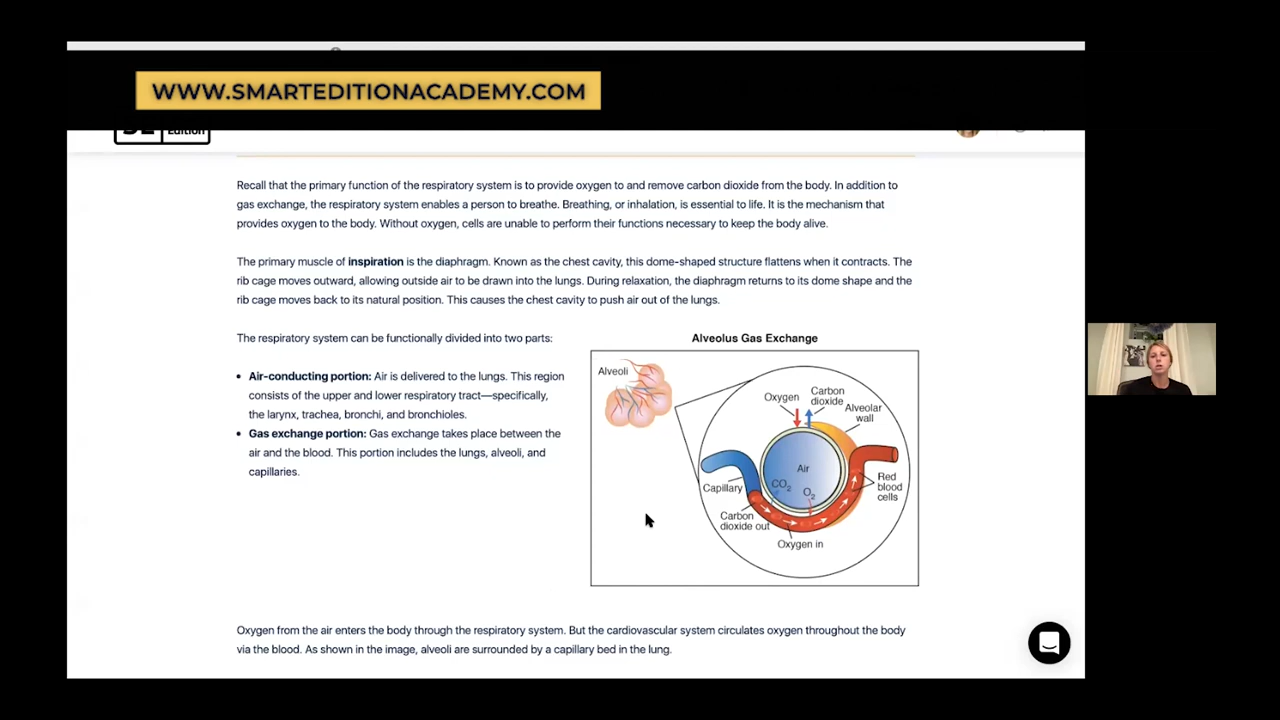 WWW.SMARTEDITIONACADEMY.COM
Edition
Recall that the primary function of the respiratory system is to provide oxygen to and remove carbon dioxide from the body. In addition to
gas exchange, the respiratory system enables a person to breathe. Breathing, or inhalation, is essential to life. It is the mechanism that
provides oxygen to the body. Without oxygen, cells are unable to perform their functions necessary to keep the body alive.
The primary muscle of inspiration is the diaphragm. Known as the chest cavity, this dome-shaped structure flattens when it contracts. The
rib cage moves outward, allowing outside air to be drawn into the lungs. During relaxation, the diaphragm returns to its dome shape and the
rib cage moves back to its natural position. This causes the chest cavity to push air out of the lungs.
The respiratory system can be functionally divided into two parts:
• Air-conducting portion: Air is delivered to the lungs. This region
consists of the upper and lower respiratory tract—specifically,
the larynx, trachea, bronchi, and bronchioles.
• Gas exchange portion: Gas exchange takes place between the
air and the blood. This portion includes the lungs, alveoli, and
capillaries.
Alveolus Gas Exchange
Alveoli
Oxygen
Carbon
dioxide
Alveolar
wall
Air
Capillary
CO2
O2
Red
blood
cells
Carbon
dioxide out
Oxygen in
Oxygen from the air enters the body through the respiratory system. But the cardiovascular system circulates oxygen throughout the body
via the blood. As shown in the image, alveoli are surrounded by a capillary bed in the lung.